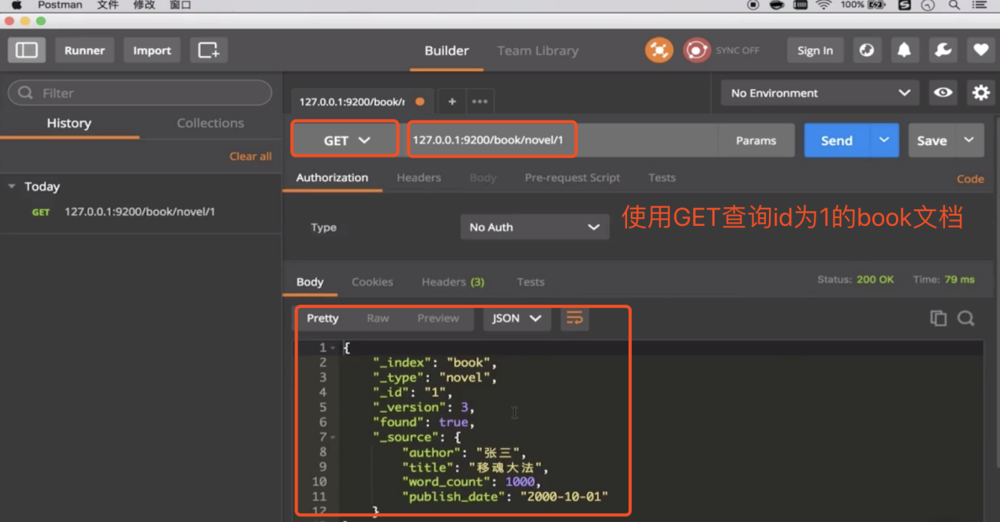 Postman 文件 修改 窗口 100%
Runner Import Builder Team Library SYNC OFF Sign In
Filter
127.0.0.1:9200/book/r + ••• No Environment
History Collections
GET 127.0.0.1:9200/book/novel/1 Params Send Save
Clear all
Authorization Headers Body Pre-request Script Tests Code
Today
GET 127.0.0.1:9200/book/novel/1
Type No Auth
使用GET查询id为1的book文档
Body Cookies Headers (3) Tests Status: 200 OK Time: 79 ms
Pretty Raw Preview JSON
1 {
2 "_index": "book",
3 "_type": "novel",
4 "_id": "1",
5 "_version": 3,
6 "found": true,
7 "_source": {
8 "author": "张三",
9 "title": "移魂大法",
10 "word_count": 1000,
11 "publish_date": "2000-10-01"
12 }